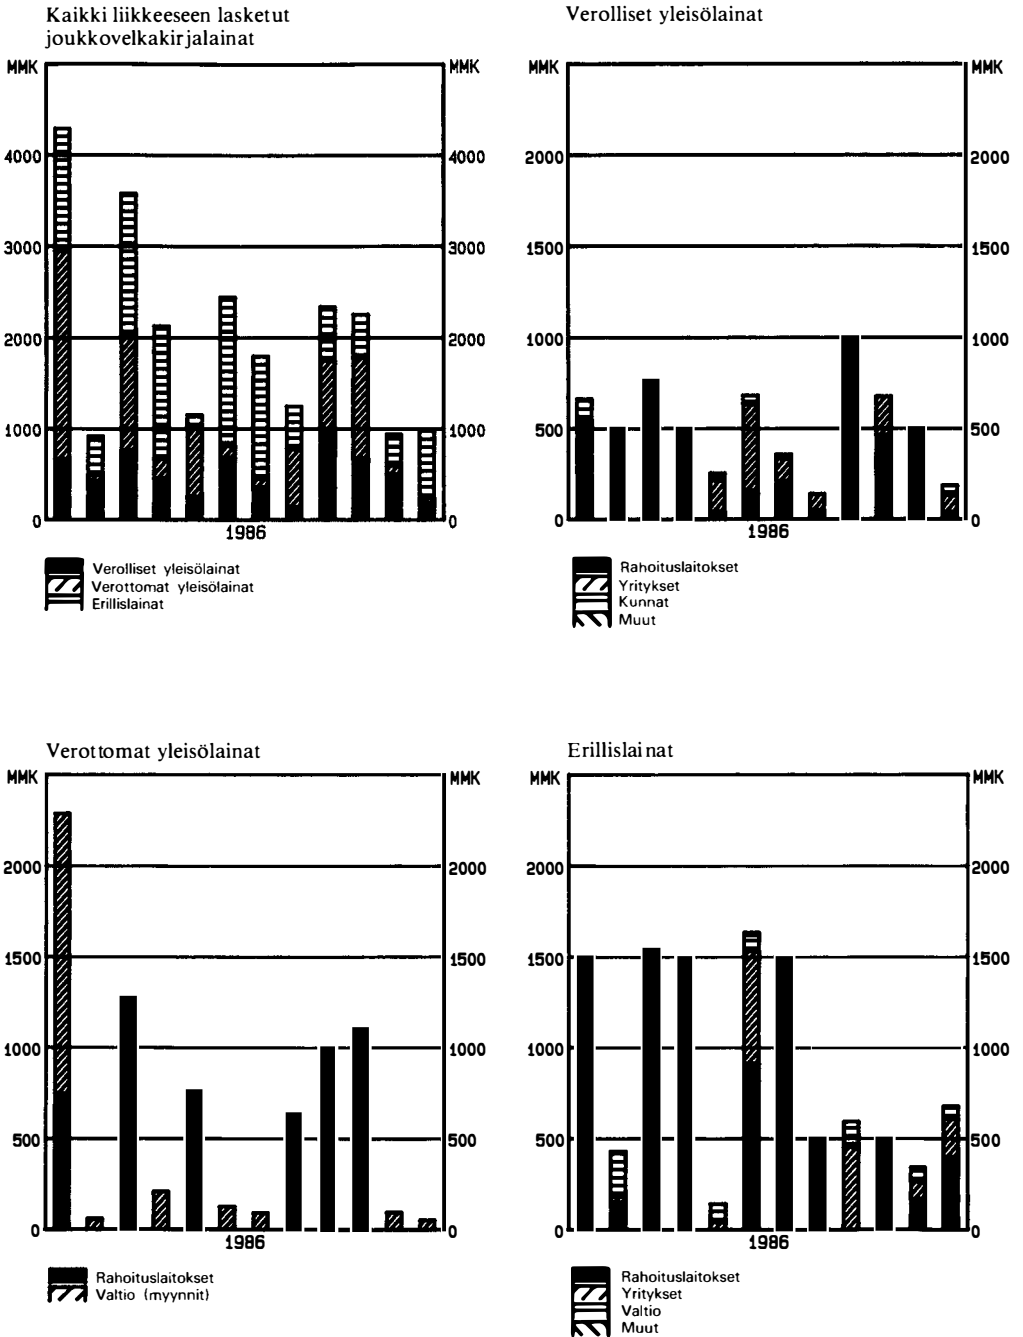 Kaikki liikkeeseen lasketut
joukkovelkakirjalainat
MMK
MMK
4000
4000
3000
3000
2000
2000
1000
1000
0
0
1986
Verolliset yleisölainat
Verottomat yleisölainat
Erillislainat
Verolliset yleisölainat
MMK
MMK
2000
2000
1500
1500
1000
1000
500
500
0
0
1986
Rahoituslaitokset
Yritykset
Kunnat
Muut
Verottomat yleisölainat
MMK
MMK
2000
2000
1500
1500
1000
1000
500
500
0
0
1986
Rahoituslaitokset
Valtio (myynnit)
Erillislainat
MMK
MMK
2000
2000
1500
1500
1000
1000
500
500
0
0
1986
Rahoituslaitokset
Yritykset
Valtio
Muut